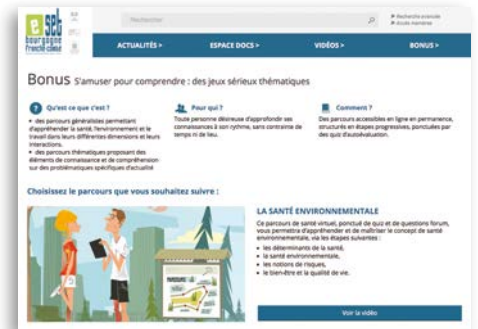 e set
bourgogne
franche-comté
Rechercher
Recherche avancée
Accès membres
ACTUALITÉS >
ESPACE DOCS >
VIDÉOS >
BONUS >
Bonus S'amuser pour comprendre : des jeux sérieux thématiques
? Qu'est ce que c'est ?
• des parcours généralistes permettant
d'appréhender la santé, l'environnement et le
travail dans leurs différentes dimensions et leurs
interactions.
• des parcours thématiques proposant des
éléments de connaissance et de compréhension
sur des problématiques spécifiques d'actualité
Pour qui ?
Toute personne désireuse d'approfondir ses
connaissances à son rythme, sans contrainte de
temps ni de lieu.
Comment ?
Des parcours accessibles en ligne en permanence,
structurés en étapes progressives, ponctuées par
des quiz d'autoévaluation.
Choisissez le parcours que vous souhaitez suivre :
PARCOURS
LA SANTÉ ENVIRONNEMENTALE
Ce parcours de santé virtuel, ponctué de quiz et de questions forum,
vous permettra d'appréhender et de maîtriser le concept de santé
environnementale, via les étapes suivantes :
• les déterminants de la santé,
• la santé environnementale,
• les notions de risques,
• le bien-être et la qualité de vie.
Voir la vidéo